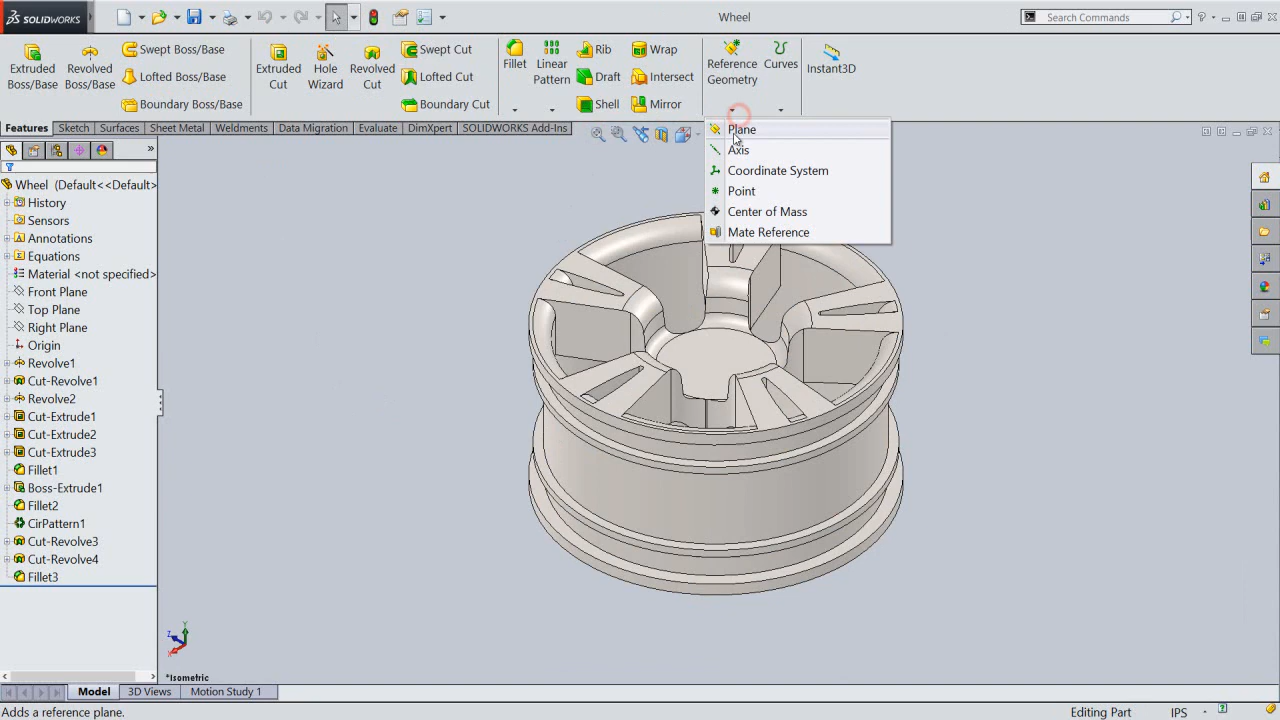 SOLIDWORKS
Wheel
Search Commands
Extruded Boss/Base
Revolved Boss/Base
Swept Boss/Base
Lofted Boss/Base
Boundary Boss/Base
Extruded Cut
Hole Wizard
Revolved Cut
Swept Cut
Lofted Cut
Boundary Cut
Fillet
Linear Pattern
Rib
Draft
Shell
Wrap
Intersect
Mirror
Reference Geometry
Curves
Instant3D
Features
Sketch
Surfaces
Sheet Metal
Weldments
Data Migration
Evaluate
DimXpert
SOLIDWORKS Add-Ins
Plane
Axis
Coordinate System
Point
Center of Mass
Mate Reference
Wheel (Default<<Default>
History
Sensors
Annotations
Equations
Material <not specified>
Front Plane
Top Plane
Right Plane
Origin
Revolve1
Cut-Revolve1
Revolve2
Cut-Extrude1
Cut-Extrude2
Cut-Extrude3
Fillet1
Boss-Extrude1
Fillet2
CirPattern1
Cut-Revolve3
Cut-Revolve4
Fillet3
Y
Z
X
*Isometric
Model
3D Views
Motion Study 1
Adds a reference plane.
Editing Part
IPS